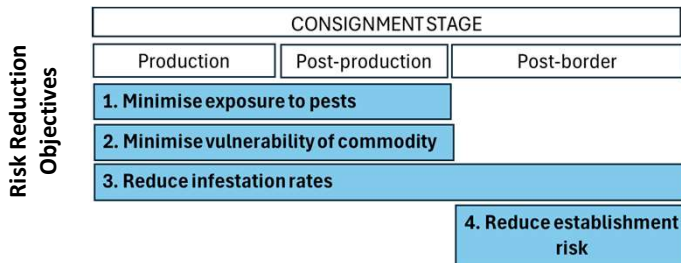 CONSIGNMENT STAGE
Production
Post-production
Post-border
Risk Reduction
Objectives
1. Minimise exposure to pests
2. Minimise vulnerability of commodity
3. Reduce infestation rates
4. Reduce establishment
risk